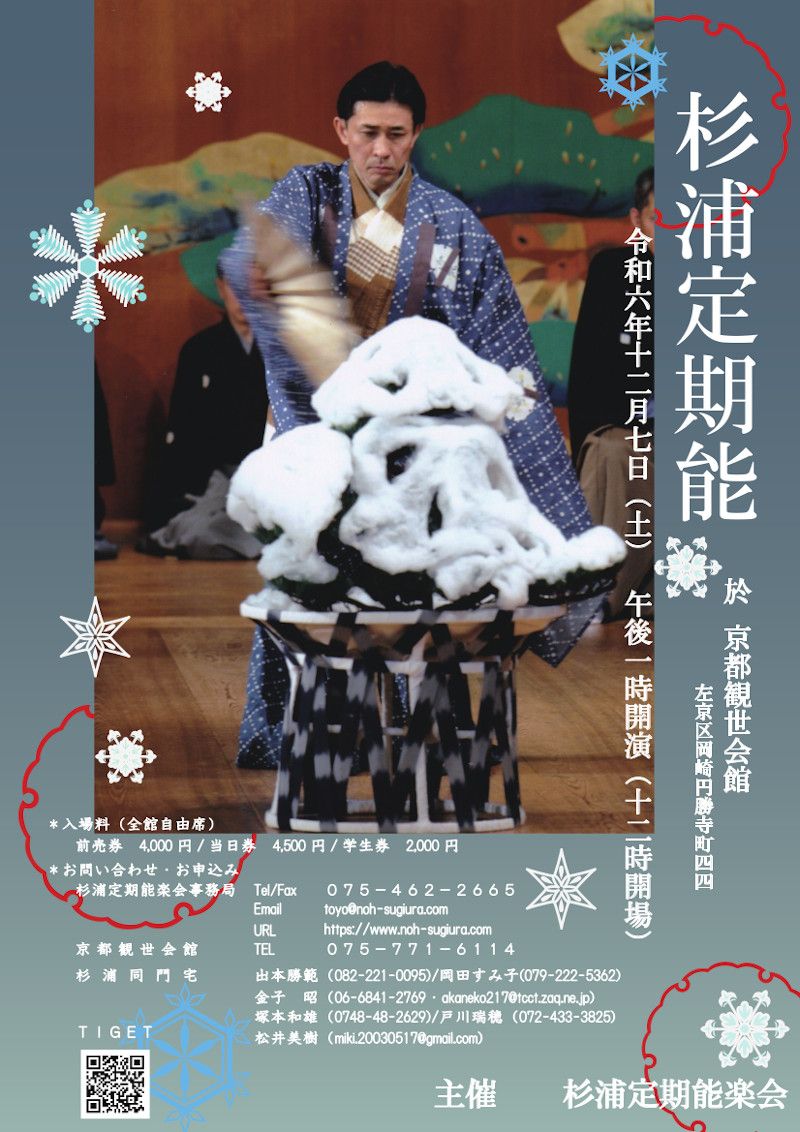 杉浦定期能
令和六年十二月七日(土) 午後一時開演(十二時開場)
於 京都観世会館
左京区岡崎円勝寺町四四
*入場料(全館自由席)
前売券 4,000 円 / 当日券 4,500 円 / 学生券 2,000 円
*お問い合わせ・お申込み
杉浦定期能楽会事務局 Tel/Fax 075-462-2665
Email toyo@noh-sugiura.com
URL https://www.noh-sugiura.com
京都観世会館 TEL 075-771-6114
杉浦同門宅 出本勝範 (082-221-0095)/岡田すみ子(079-222-5362)
金子 昭 (06-6841-2769・akaneko217@tcct.zaq.ne.jp)
塚本和雄 (0748-48-2629)/戸川瑞穂 (072-433-3825)
松井美樹 (miki.20030517@gmail.com)
TIGET
主催 杉浦定期能楽会